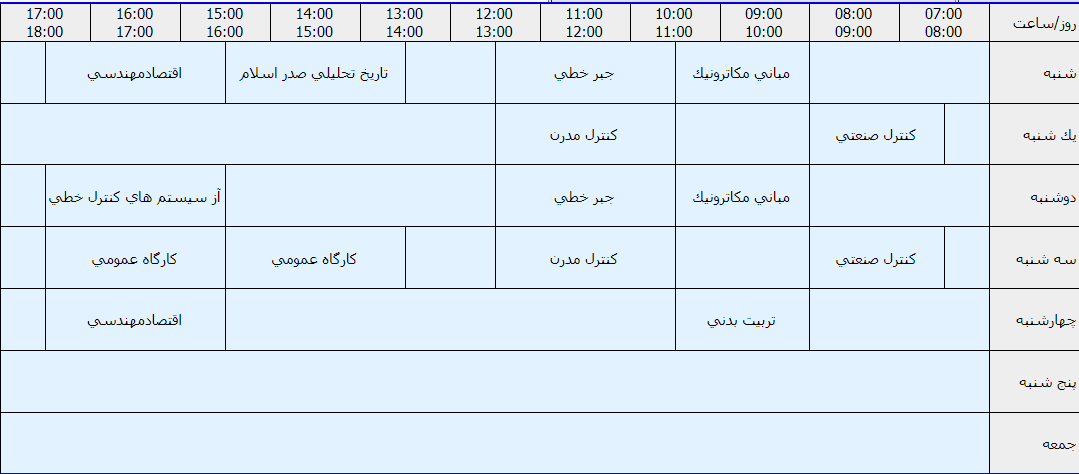 روز/ساعت 07:00 08:00 09:00 10:00 11:00 12:00 13:00 14:00 15:00 16:00 17:00
08:00 09:00 10:00 11:00 12:00 13:00 14:00 15:00 16:00 17:00 18:00
شنبه مباني مكاترونيك جبر خطي تاريخ تحليلي صدر اسلام اقتصادمهندسي
يك شنبه كنترل صنعتي كنترل مدرن
دوشنبه مباني مكاترونيك جبر خطي آز سيستم هاي كنترل خطي
سه شنبه كنترل صنعتي كنترل مدرن كارگاه عمومي كارگاه عمومي
چهارشنبه تربيت بدني اقتصادمهندسي
پنج شنبه
جمعه